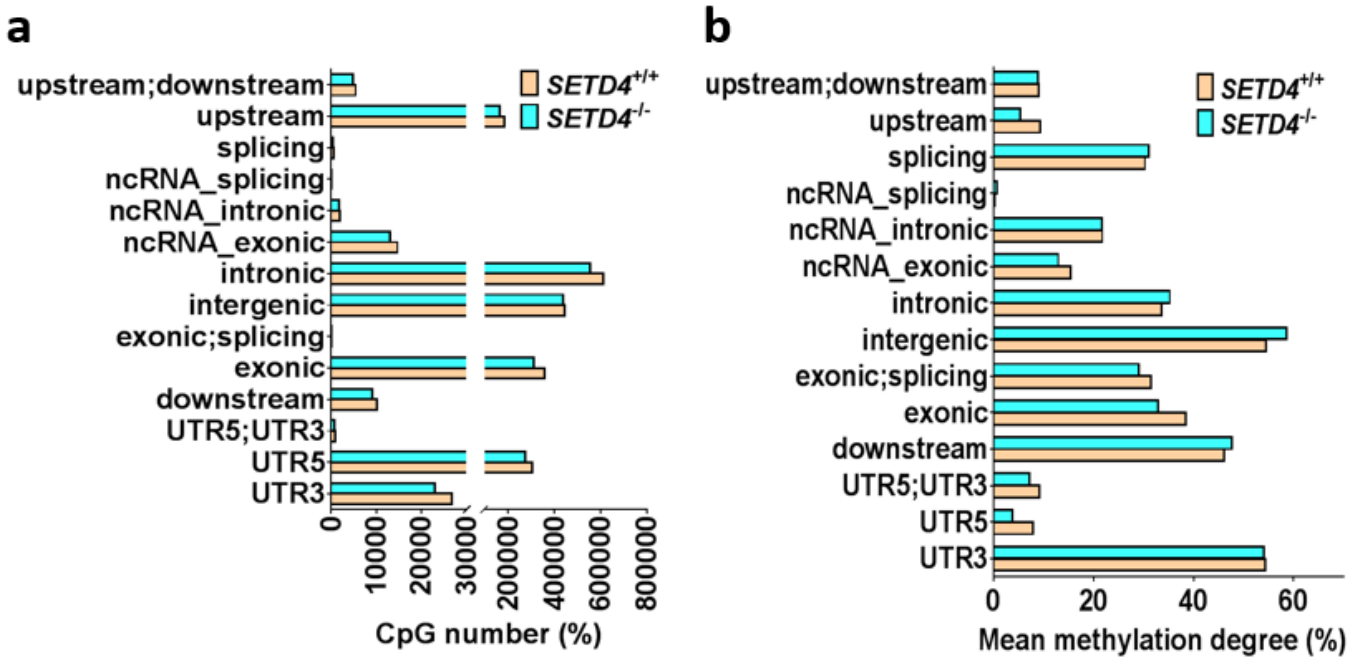 a
upstream;downstream
upstream
splicing
ncRNA_splicing
ncRNA_intronic
ncRNA_exonic
intronic
intergenic
exonic;splicing
exonic
downstream
UTR5;UTR3
UTR5
UTR3
SETD4+/+
SETD4-/-
0
10000
20000
30000
200000
400000
600000
800000
CpG number (%)
b
upstream;downstream
upstream
splicing
ncRNA_splicing
ncRNA_intronic
ncRNA_exonic
intronic
intergenic
exonic;splicing
exonic
downstream
UTR5;UTR3
UTR5
UTR3
SETD4+/+
SETD4-/-
0 20 40 60
Mean methylation degree (%)